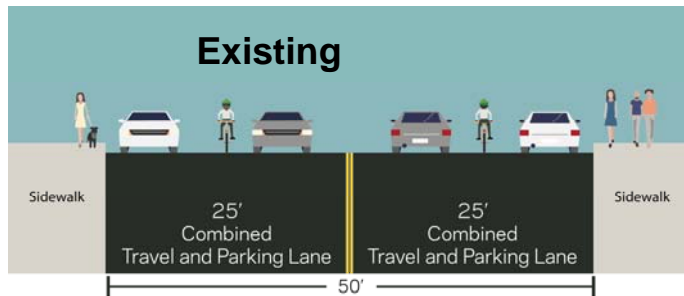 Existing
Sidewalk
25'
Combined
Travel and Parking Lane
25'
Combined
Travel and Parking Lane
Sidewalk
50'